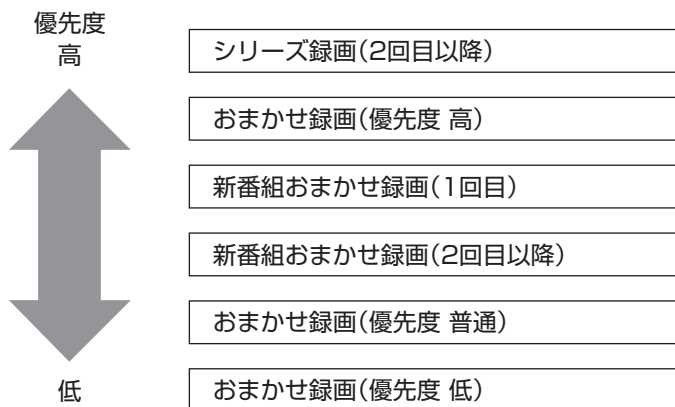 優先度
高
シリーズ録画(2回目以降)
おまかせ録画(優先度 高)
新番組おまかせ録画(1回目)
新番組おまかせ録画(2回目以降)
おまかせ録画(優先度 普通)
低
おまかせ録画(優先度 低)